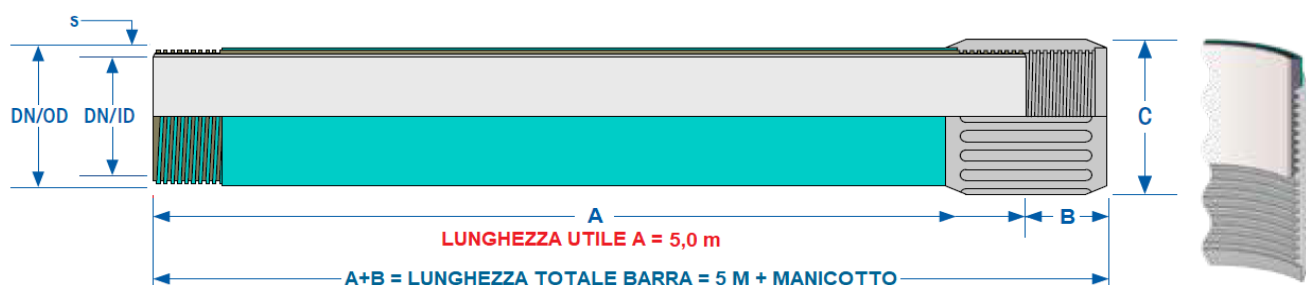 s
DN/OD
DN/ID
C
A
B
LUNGHEZZA UTILE A = 5,0 m
A+B = LUNGHEZZA TOTALE BARRA = 5 M + MANICOTTO